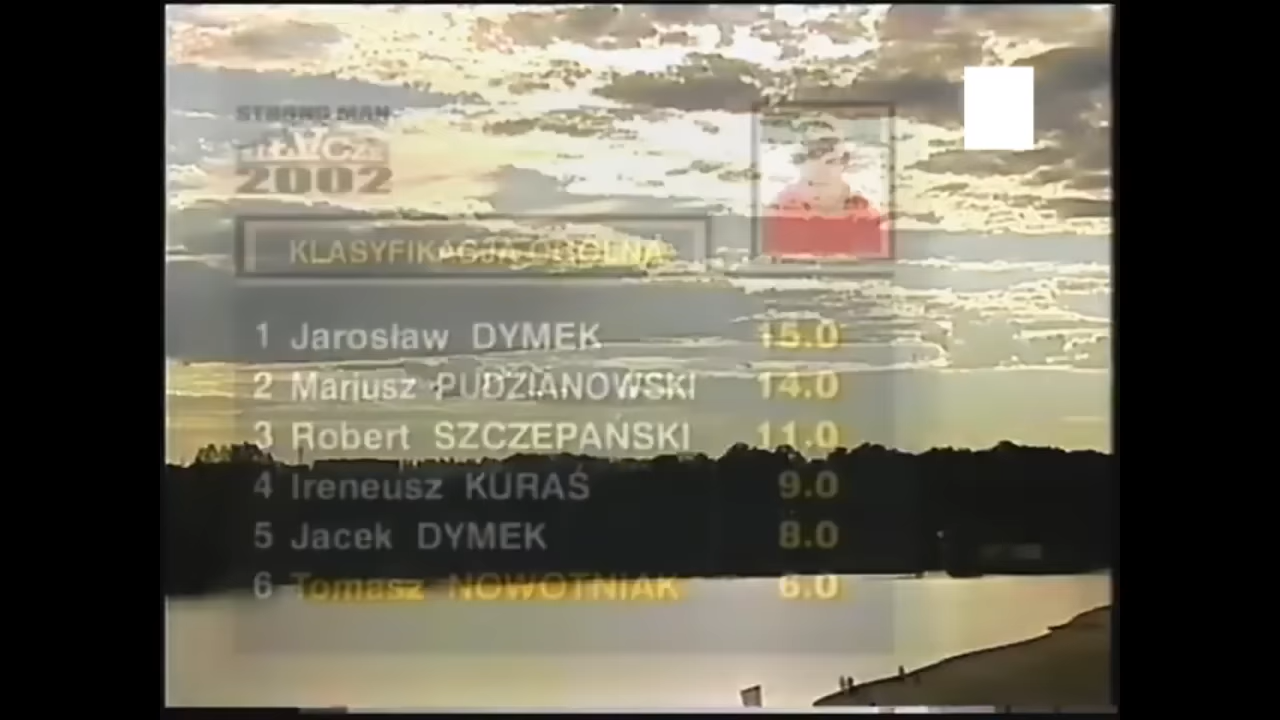 STRONG MAN
2002
KLASYFIKACJA OGÓLNA
1 Jarosław DYMEK 15.0
2 Mariusz PUDZIANOWSKI 14.0
3 Robert SZCZEPAŃSKI 11.0
4 Ireneusz KURAŚ 9.0
5 Jacek DYMEK 8.0
6 Tomasz NOWOTNIAK 6.0